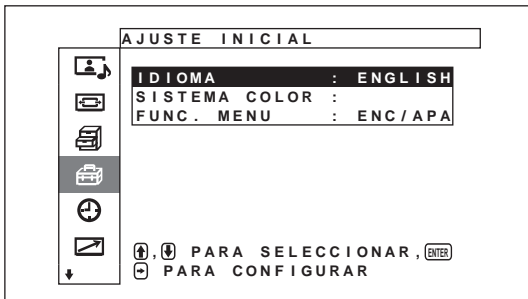 AJUSTE INICIAL
IDIOMA : ENGLISH
SISTEMA COLOR :
FUNC. MENU : ENC/APA
, PARA SELECCIONAR, ENTER
PARA CONFIGURAR